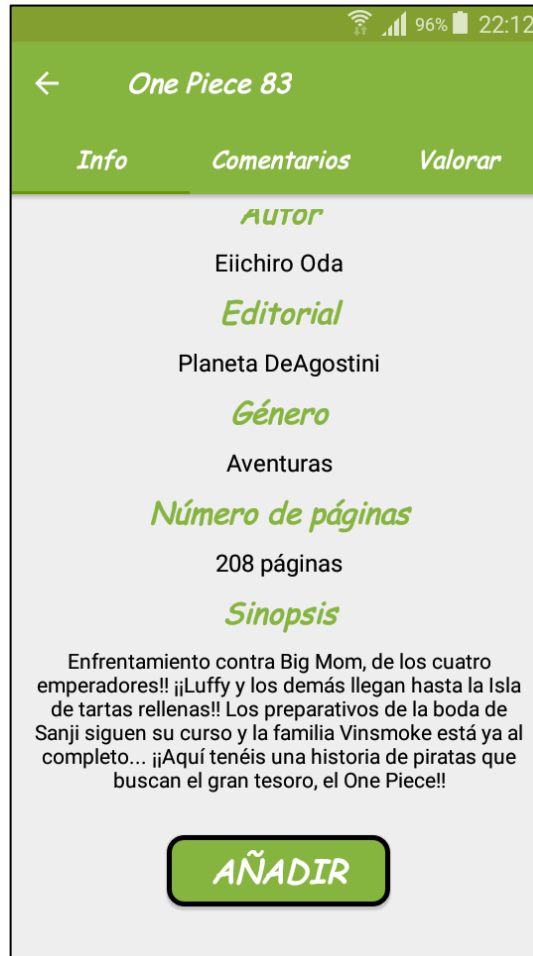 96% 22:12
One Piece 83
Info Comentarios Valorar
Autor
Eiichiro Oda
Editorial
Planeta DeAgostini
Género
Aventuras
Número de páginas
208 páginas
Sinopsis
Enfrentamiento contra Big Mom, de los cuatro
emperadores!! ¡¡Luffy y los demás llegan hasta la Isla
de tartas rellenas!! Los preparativos de la boda de
Sanji siguen su curso y la familia Vinsmoke está ya al
completo... ¡¡Aquí tenéis una historia de piratas que
buscan el gran tesoro, el One Piece!!
AÑADIR